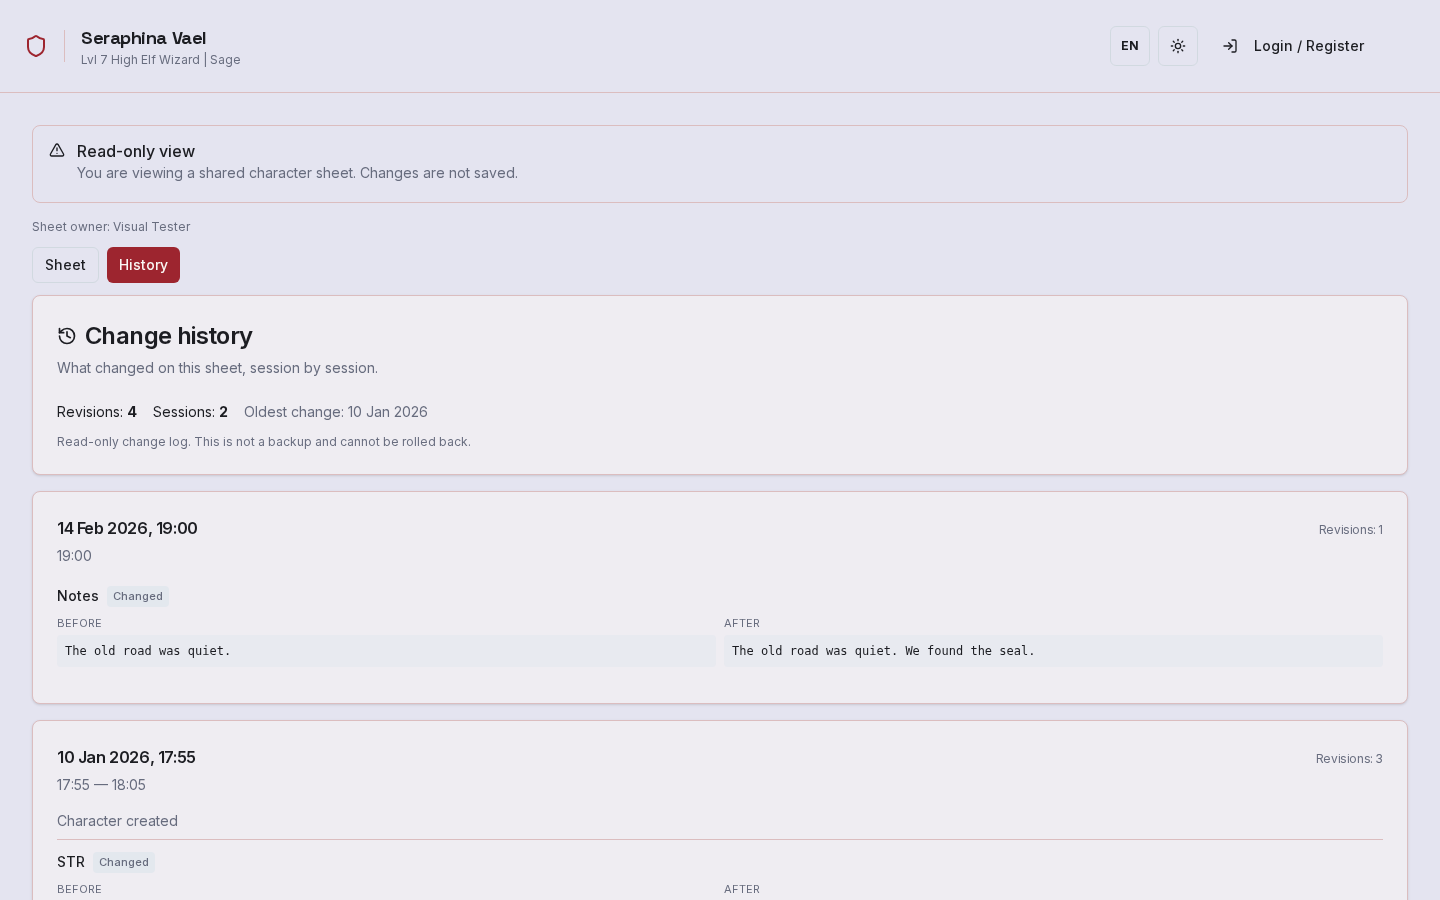 Seraphina Vael
Lvl 7 High Elf Wizard | Sage
EN
Login / Register
Read-only view
You are viewing a shared character sheet. Changes are not saved.
Sheet owner: Visual Tester
Sheet
History
Change history
What changed on this sheet, session by session.
Revisions: 4 Sessions: 2 Oldest change: 10 Jan 2026
Read-only change log. This is not a backup and cannot be rolled back.
14 Feb 2026, 19:00
Revisions: 1
19:00
Notes Changed
BEFORE
AFTER
The old road was quiet.
The old road was quiet. We found the seal.
10 Jan 2026, 17:55
Revisions: 3
17:55 — 18:05
Character created
STR Changed
BEFORE
AFTER